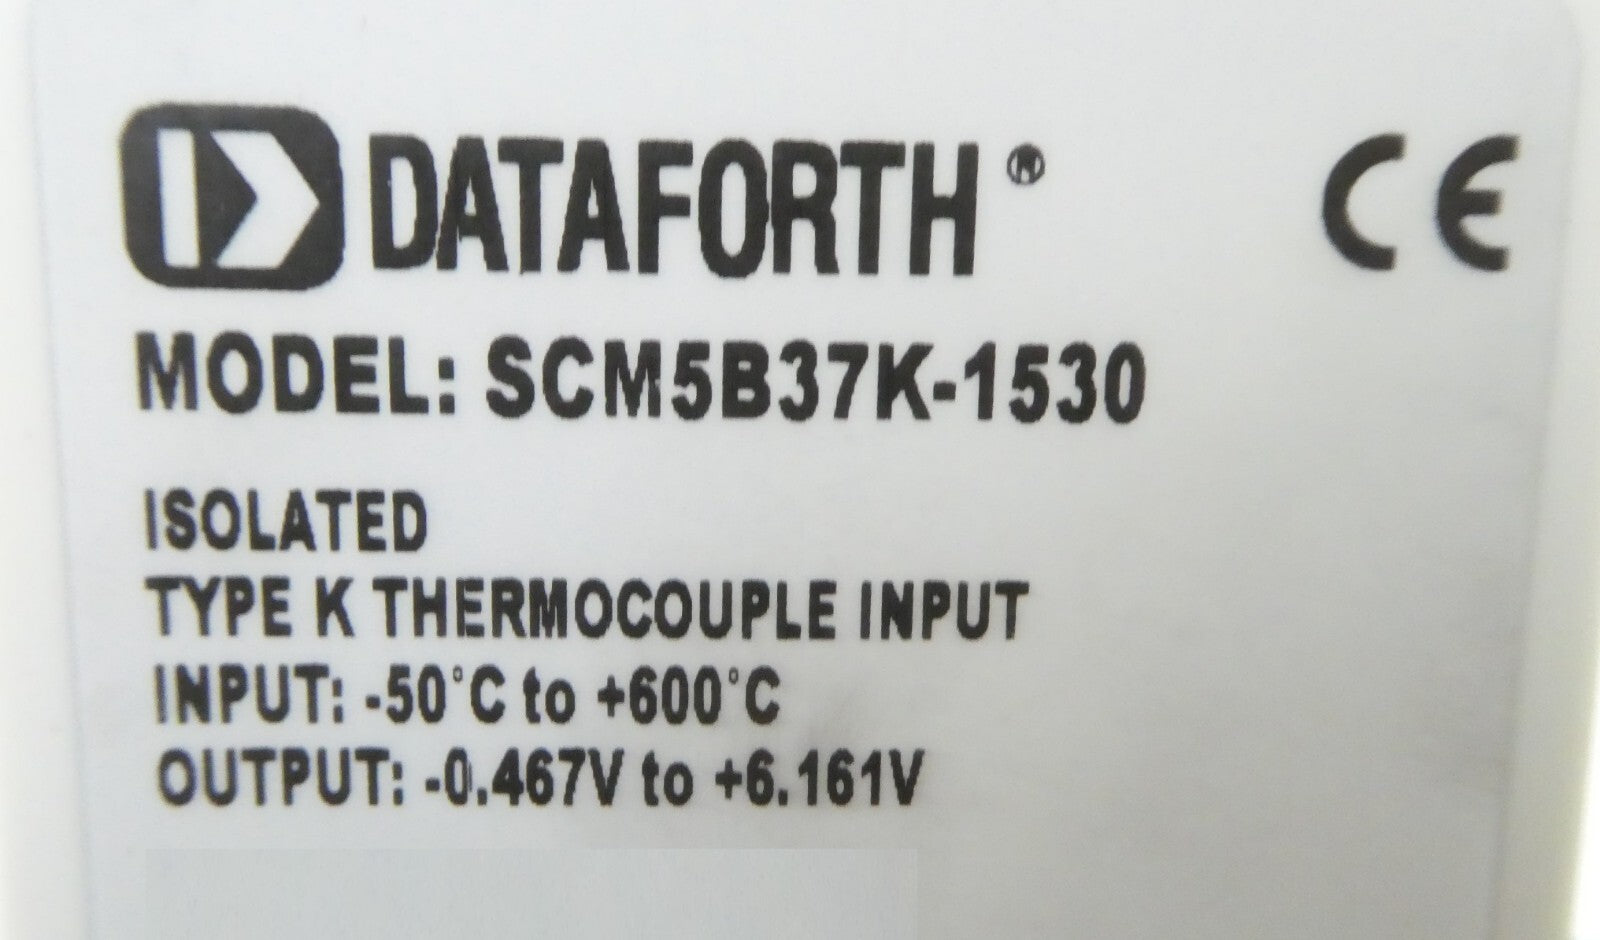 DATAFORTH ® CE
MODEL: SCM5B37K-1530
ISOLATED
TYPE K THERMOCOUPLE INPUT
INPUT: -50°C to +600°C
OUTPUT: -0.467V to +6.161V